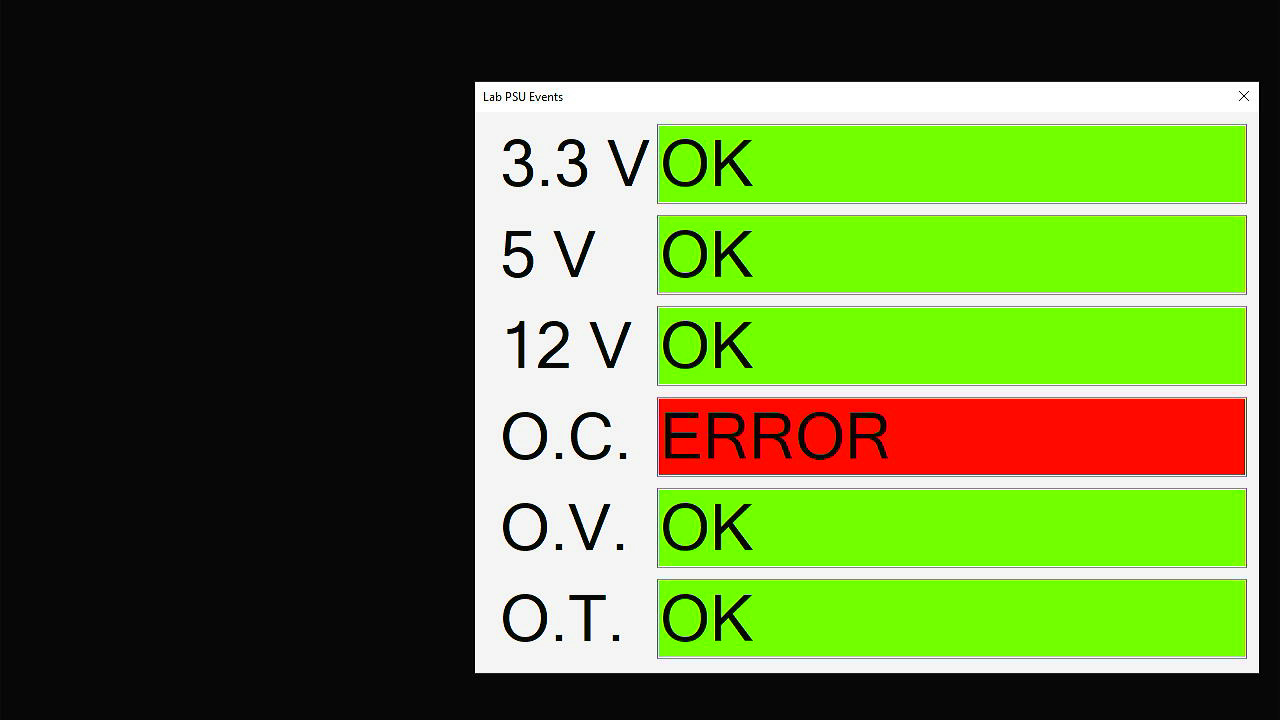 Lab PSU Events
3.3 V OK
5 V OK
12 V OK
O.C. ERROR
O.V. OK
O.T. OK